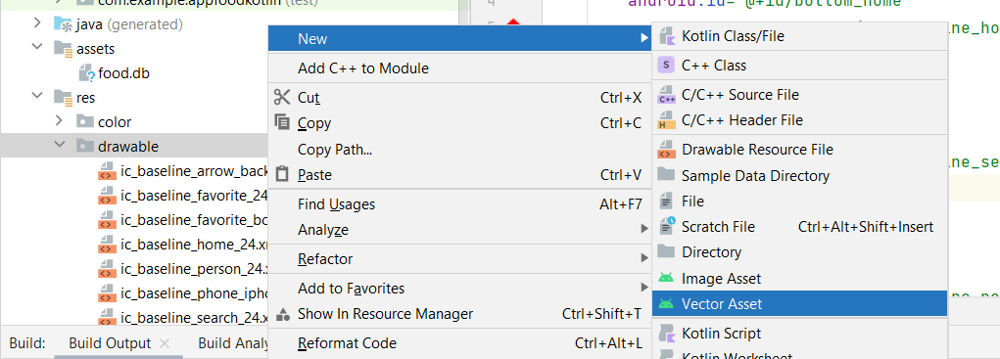 com.example.appfoodkotlin (test)
java (generated)
assets
food.db
res
color
drawable
ic_baseline_arrow_back
ic_baseline_favorite_24
ic_baseline_favorite_bo
ic_baseline_home_24.x
ic_baseline_person_24.
ic_baseline_phone_ipho
ic_baseline_search_24.x
Build: Build Output × Build Analy
New
Add C++ to Module
Cut Ctrl+X
Copy Ctrl+C
Copy Path...
Paste Ctrl+V
Find Usages Alt+F7
Analyze
Refactor
Add to Favorites
Show In Resource Manager Ctrl+Shift+T
Reformat Code Ctrl+Alt+L
Kotlin Class/File
S C++ Class
C++ C/C++ Source File
H C/C++ Header File
Drawable Resource File
Sample Data Directory
File
Scratch File Ctrl+Alt+Shift+Insert
Directory
Image Asset
Vector Asset
Kotlin Script
Kotlin Worksheet
4 android:id="@+id/bottom_home"
5 ine_ho
ine_se